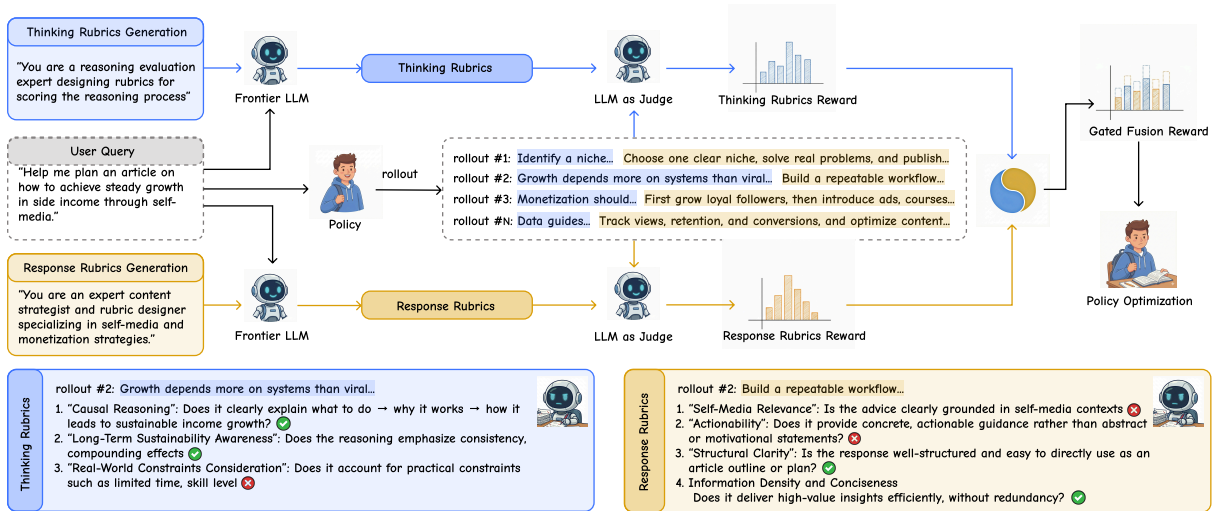 Thinking Rubrics Generation
"You are a reasoning evaluation
expert designing rubrics for
scoring the reasoning process"
Frontier LLM
Thinking Rubrics
LLM as Judge
Thinking Rubrics Reward
Gated Fusion Reward
User Query
"Help me plan an article on
how to achieve steady growth
in side income through self-
media."
Policy
rollout
rollout #1: Identify a niche... Choose one clear niche, solve real problems, and publish...
rollout #2: Growth depends more on systems than viral... Build a repeatable workflow...
rollout #3: Monetization should... First grow loyal followers, then introduce ads, courses...
rollout #N: Data guides... Track views, retention, and conversions, and optimize content...
Policy Optimization
Response Rubrics Generation
"You are an expert content
strategist and rubric designer
specializing in self-media and
monetization strategies."
Frontier LLM
Response Rubrics
LLM as Judge
Response Rubrics Reward
Thinking Rubrics
rollout #2: Growth depends more on systems than viral...
1. "Causal Reasoning": Does it clearly explain what to do → why it works → how it
leads to sustainable income growth?
2. "Long-Term Sustainability Awareness": Does the reasoning emphasize consistency,
compounding effects
3. "Real-World Constraints Consideration": Does it account for practical constraints
such as limited time, skill level
Response Rubrics
rollout #2: Build a repeatable workflow...
1. "Self-Media Relevance": Is the advice clearly grounded in self-media contexts
2. "Actionability": Does it provide concrete, actionable guidance rather than abstract
or motivational statements?
3. "Structural Clarity": Is the response well-structured and easy to directly use as an
article outline or plan?
4. Information Density and Conciseness
Does it deliver high-value insights efficiently, without redundancy?